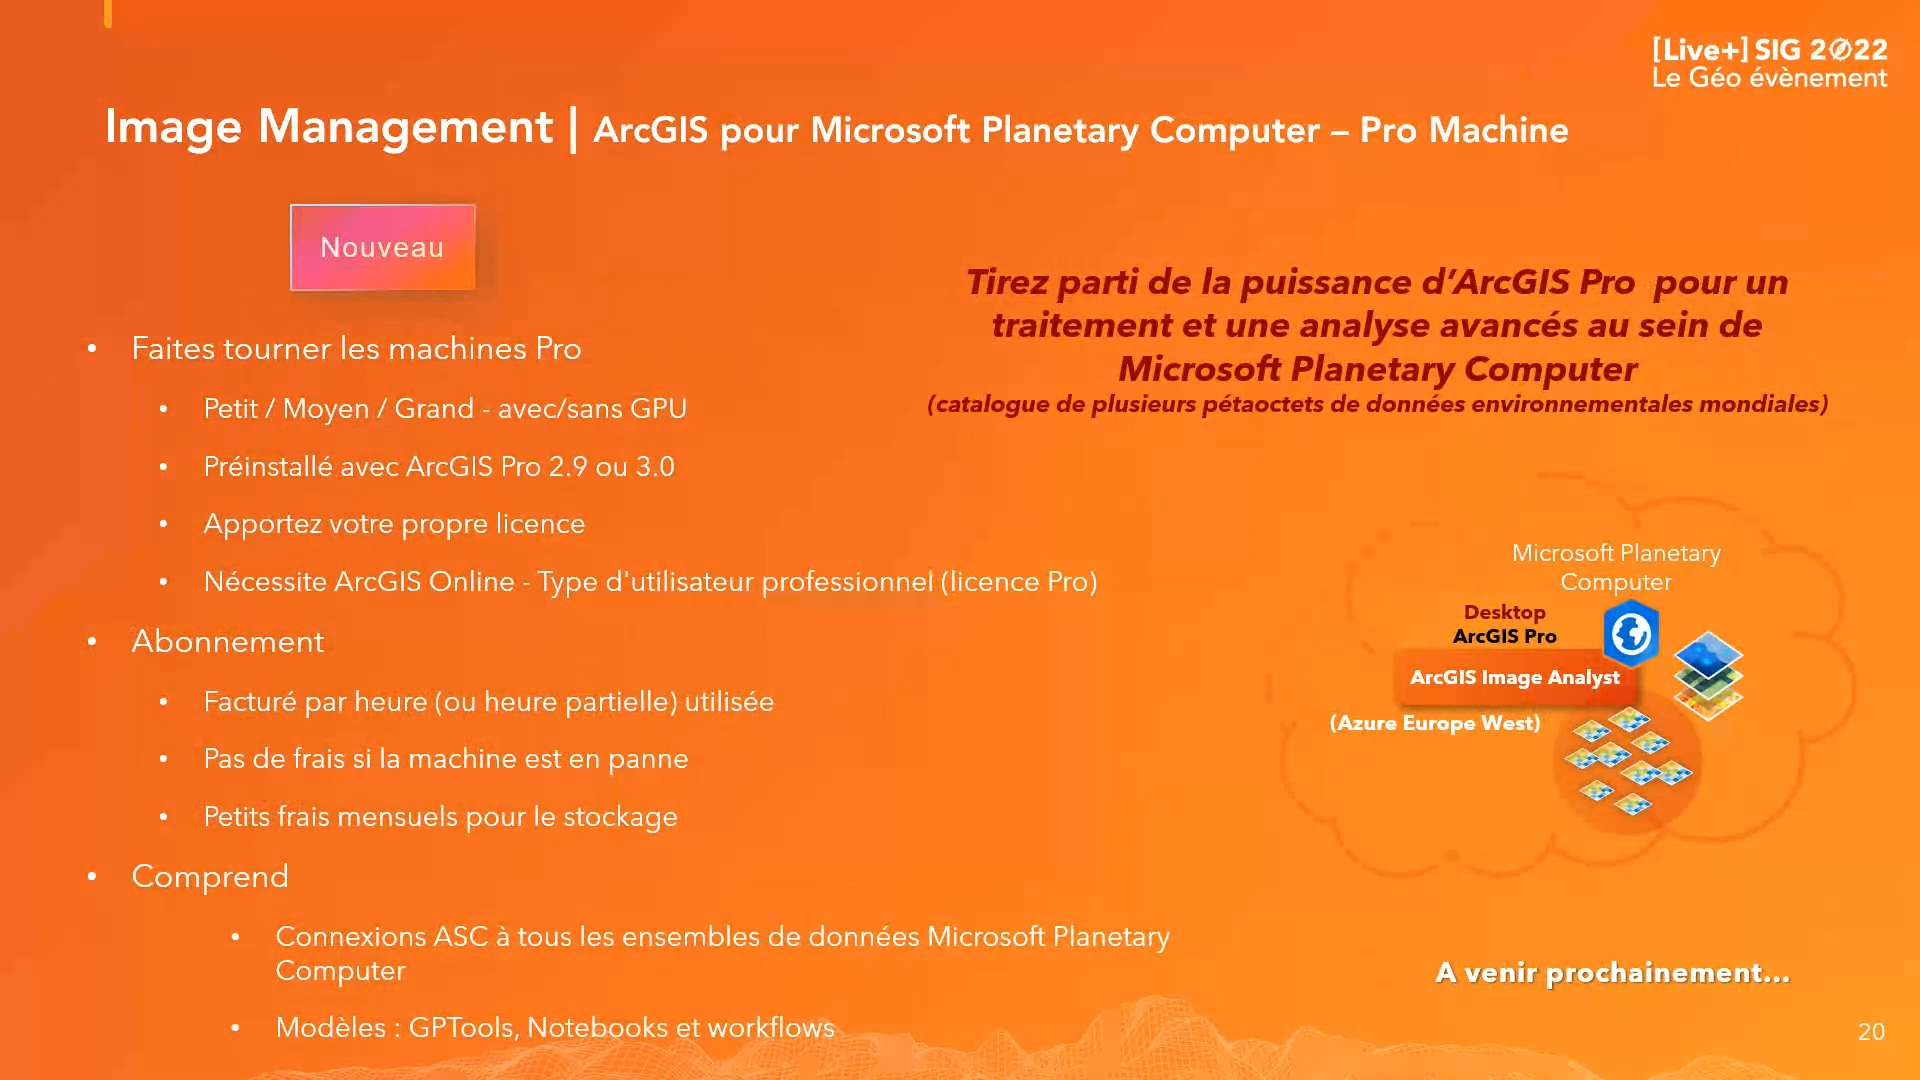 [Live+] SIG 2022
Le Géo évènement
Image Management | ArcGIS pour Microsoft Planetary Computer – Pro Machine
Nouveau
• Faites tourner les machines Pro
• Petit / Moyen / Grand - avec/sans GPU
• Préinstallé avec ArcGIS Pro 2.9 ou 3.0
• Apportez votre propre licence
• Nécessite ArcGIS Online - Type d'utilisateur professionnel (licence Pro)
• Abonnement
• Facturé par heure (ou heure partielle) utilisée
• Pas de frais si la machine est en panne
• Petits frais mensuels pour le stockage
• Comprend
• Connexions ASC à tous les ensembles de données Microsoft Planetary
Computer
• Modèles : GPTools, Notebooks et workflows
Tirez parti de la puissance d’ArcGIS Pro pour un
traitement et une analyse avancés au sein de
Microsoft Planetary Computer
(catalogue de plusieurs pétaoctets de données environnementales mondiales)
Microsoft Planetary
Computer
Desktop
ArcGIS Pro
ArcGIS Image Analyst
(Azure Europe West)
A venir prochainement...
20